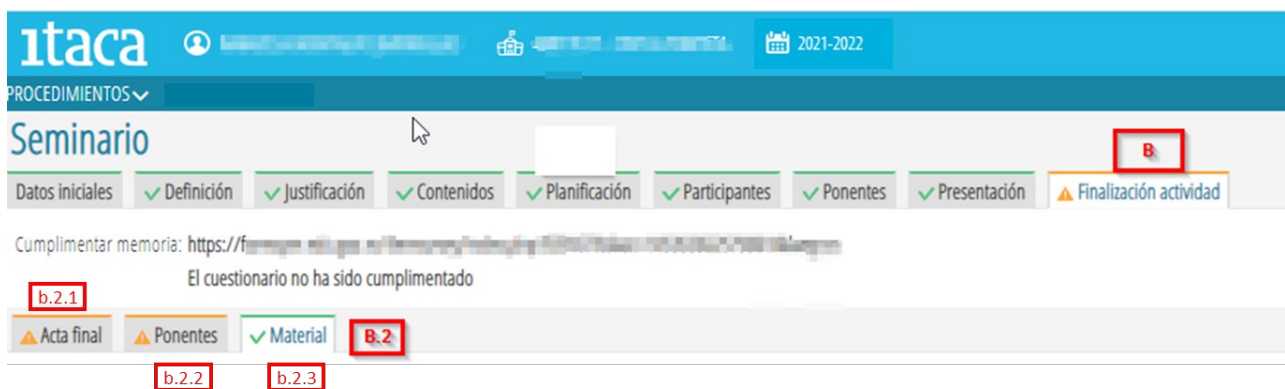 ıtaca 2021-2022
PROCEDIMIENTOS
Seminario
B
Datos iniciales Definición Justificación Contenidos Planificación Participantes Ponentes Presentación Finalización actividad
Cumplimentar memoria: https://f
El cuestionario no ha sido cumplimentado
b.2.1
Acta final Ponentes Material B.2
b.2.2 b.2.3